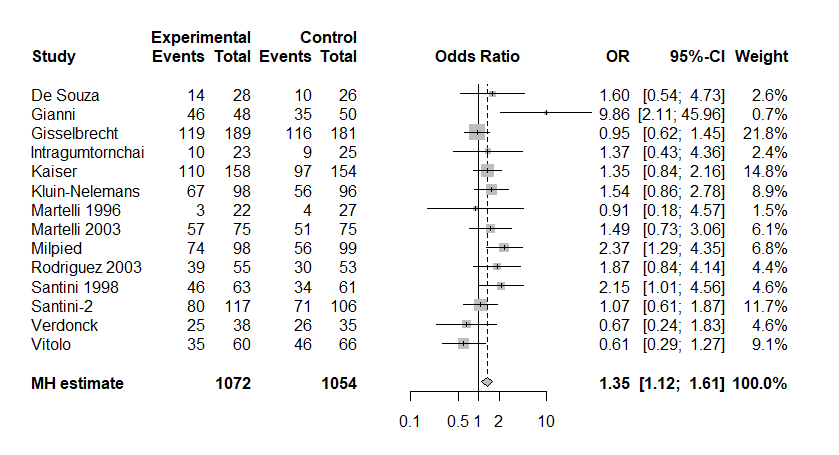 Experimental Control
Study Events Total Events Total Odds Ratio OR 95%-CI Weight
De Souza 14 28 10 26 1.60 [0.54; 4.73] 2.6%
Gianni 46 48 35 50 9.86 [2.11; 45.96] 0.7%
Gisselbrecht 119 189 116 181 0.95 [0.62; 1.45] 21.8%
Intragumtornchai 10 23 9 25 1.37 [0.43; 4.36] 2.4%
Kaiser 110 158 97 154 1.35 [0.84; 2.16] 14.8%
Kluin-Nelemans 67 98 56 96 1.54 [0.86; 2.78] 8.9%
Martelli 1996 3 22 4 27 0.91 [0.18; 4.57] 1.5%
Martelli 2003 57 75 51 75 1.49 [0.73; 3.06] 6.1%
Milpied 74 98 56 99 2.37 [1.29; 4.35] 6.8%
Rodriguez 2003 39 55 30 53 1.87 [0.84; 4.14] 4.4%
Santini 1998 46 63 34 61 2.15 [1.01; 4.56] 4.6%
Santini-2 80 117 71 106 1.07 [0.61; 1.87] 11.7%
Verdonck 25 38 26 35 0.67 [0.24; 1.83] 4.6%
Vitolo 35 60 46 66 0.61 [0.29; 1.27] 9.1%
MH estimate 1072 1054 1.35 [1.12; 1.61] 100.0%
0.1 0.5 1 2 10